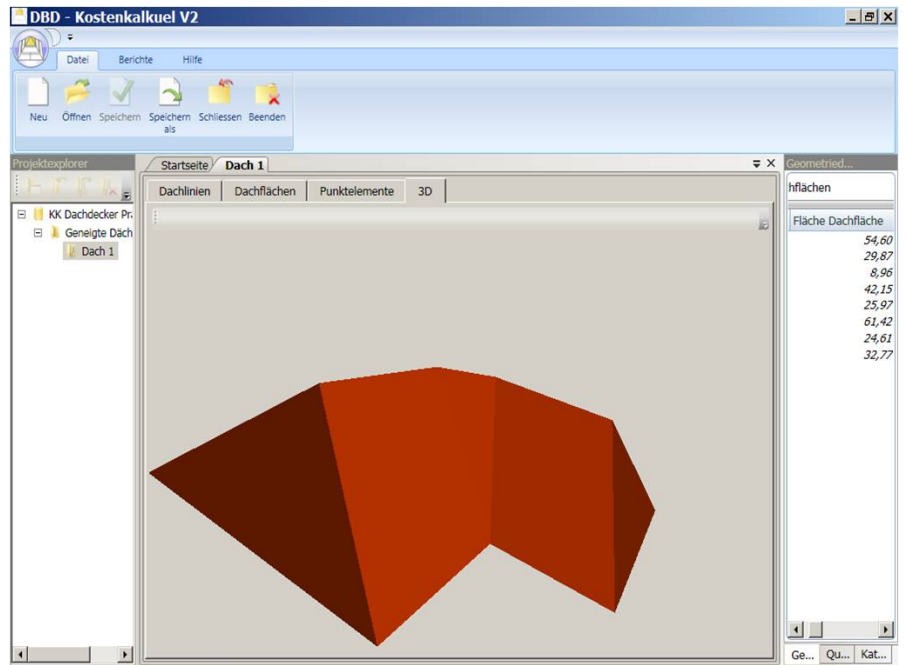 DBD - Kostenkalkuel V2
Datei Berichte Hilfe
Neu Öffnen Speichern Speichern als Schliessen Beenden
Projektexplorer
Startseite Dach 1
Geometried...
Dachlinien Dachflächen Punktelemente 3D
hflächen
KK Dachdecker Pr
Geneigte Däch
Dach 1
Fläche Dachfläche
54,60
29,87
8,96
42,15
25,97
61,42
24,61
32,77
Ge... Qu... Kat...